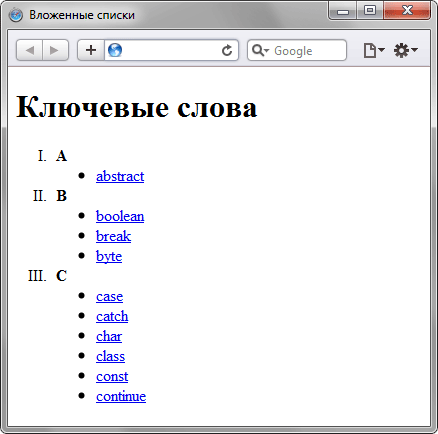 Вложенные списки
Google
Ключевые слова
I. A
• abstract
II. B
• boolean
• break
• byte
III. C
• case
• catch
• char
• class
• const
• continue